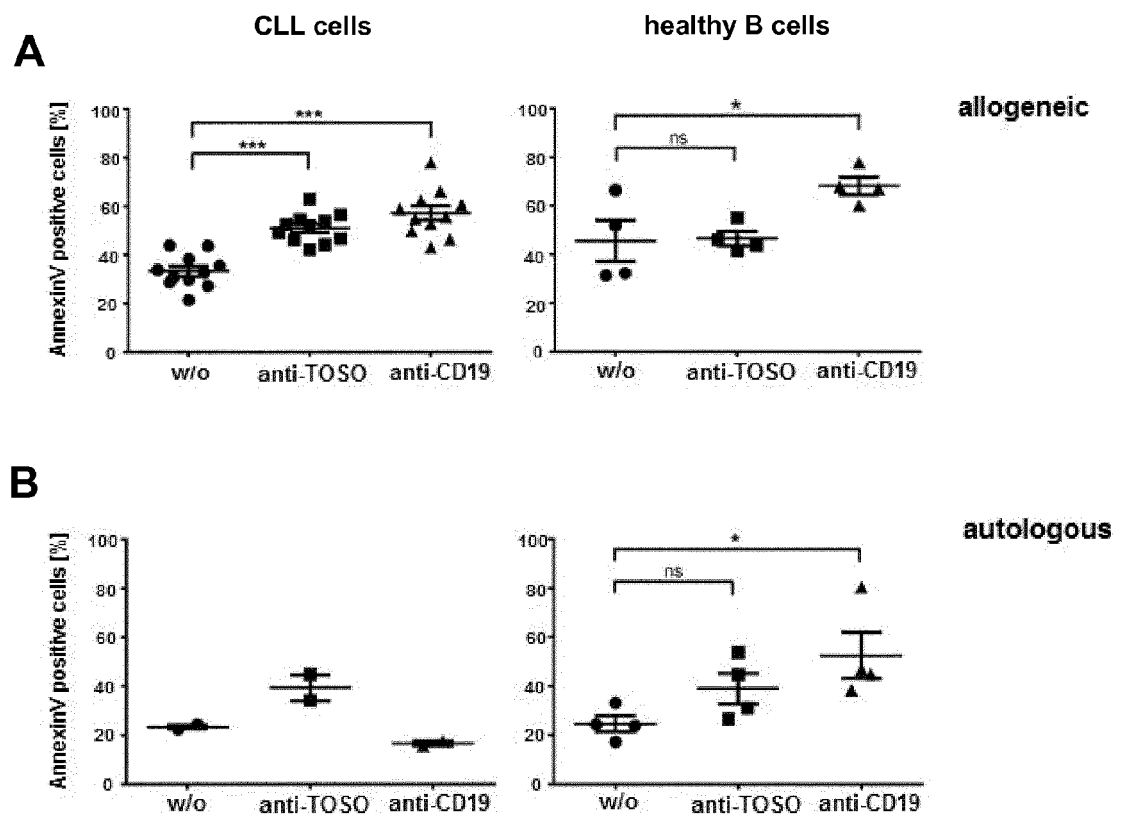 CLL cells
healthy B cells
A
allogeneic
AnnexinV positive cells [%]
100
80
60
40
20
0
***
***
w/o
anti-TOSO
anti-CD19
100
80
60
40
20
0
*
ns
w/o
anti-TOSO
anti-CD19
B
autologous
AnnexinV positive cells [%]
100
80
60
40
20
0
w/o
anti-TOSO
anti-CD19
100
80
60
40
20
0
*
ns
w/o
anti-TOSO
anti-CD19